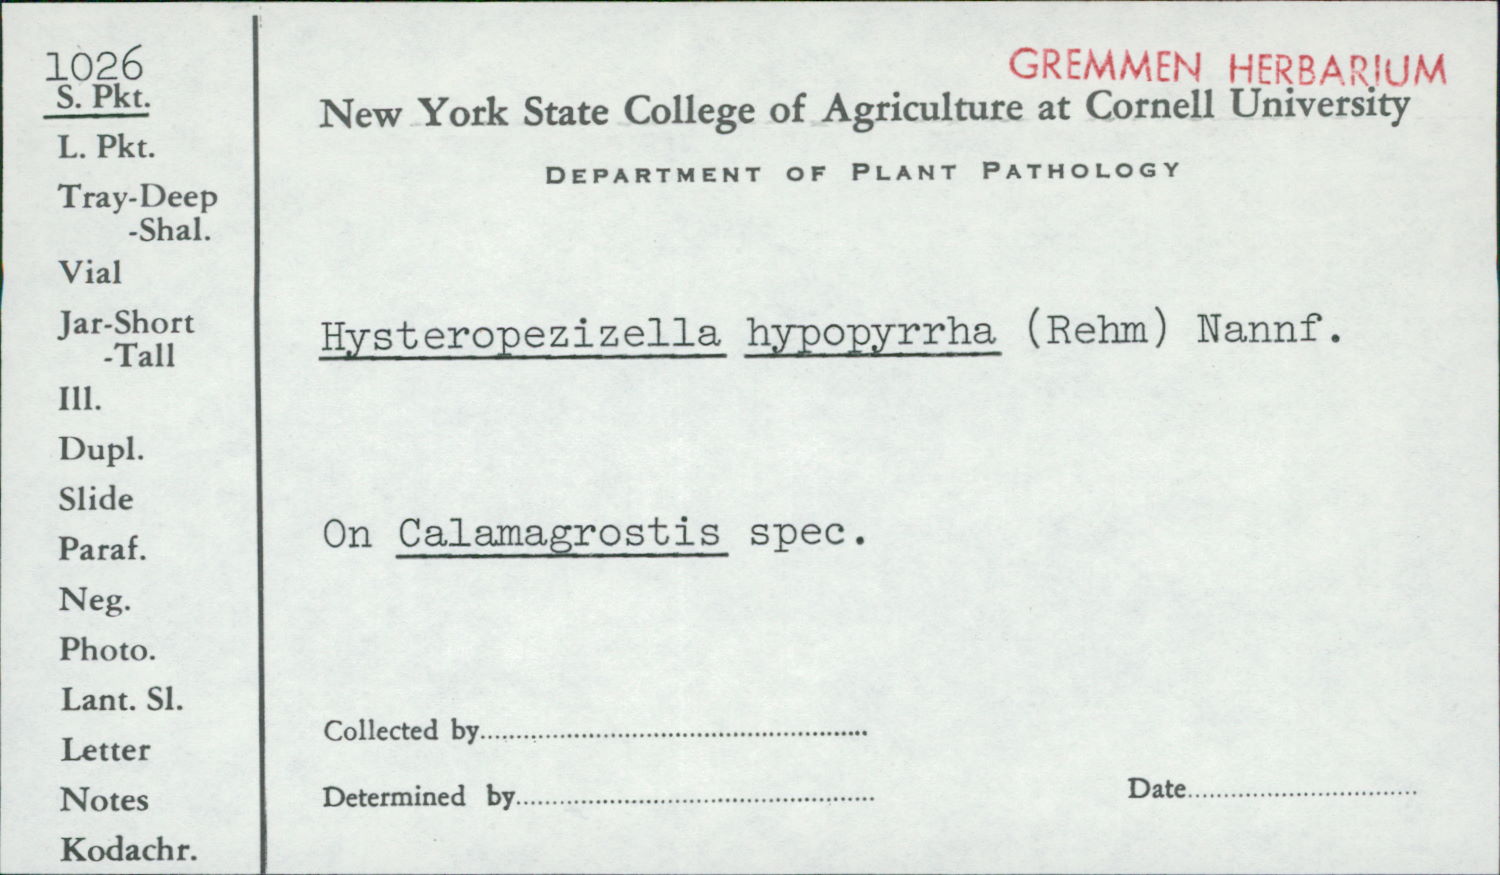 1026
S. Pkt.
L. Pkt.
Tray-Deep
-Shal.
Vial
Jar-Short
-Tall
Ill.
Dupl.
Slide
Paraf.
Neg.
Photo.
Lant. Sl.
Letter
Notes
Kodachr.
GREMMEN HERBARIUM
New York State College of Agriculture at Cornell University
DEPARTMENT OF PLANT PATHOLOGY
Hysteropezizella hypopyrrha (Rehm) Nannf.
On Calamagrostis spec.
Collected by
Determined by
Date